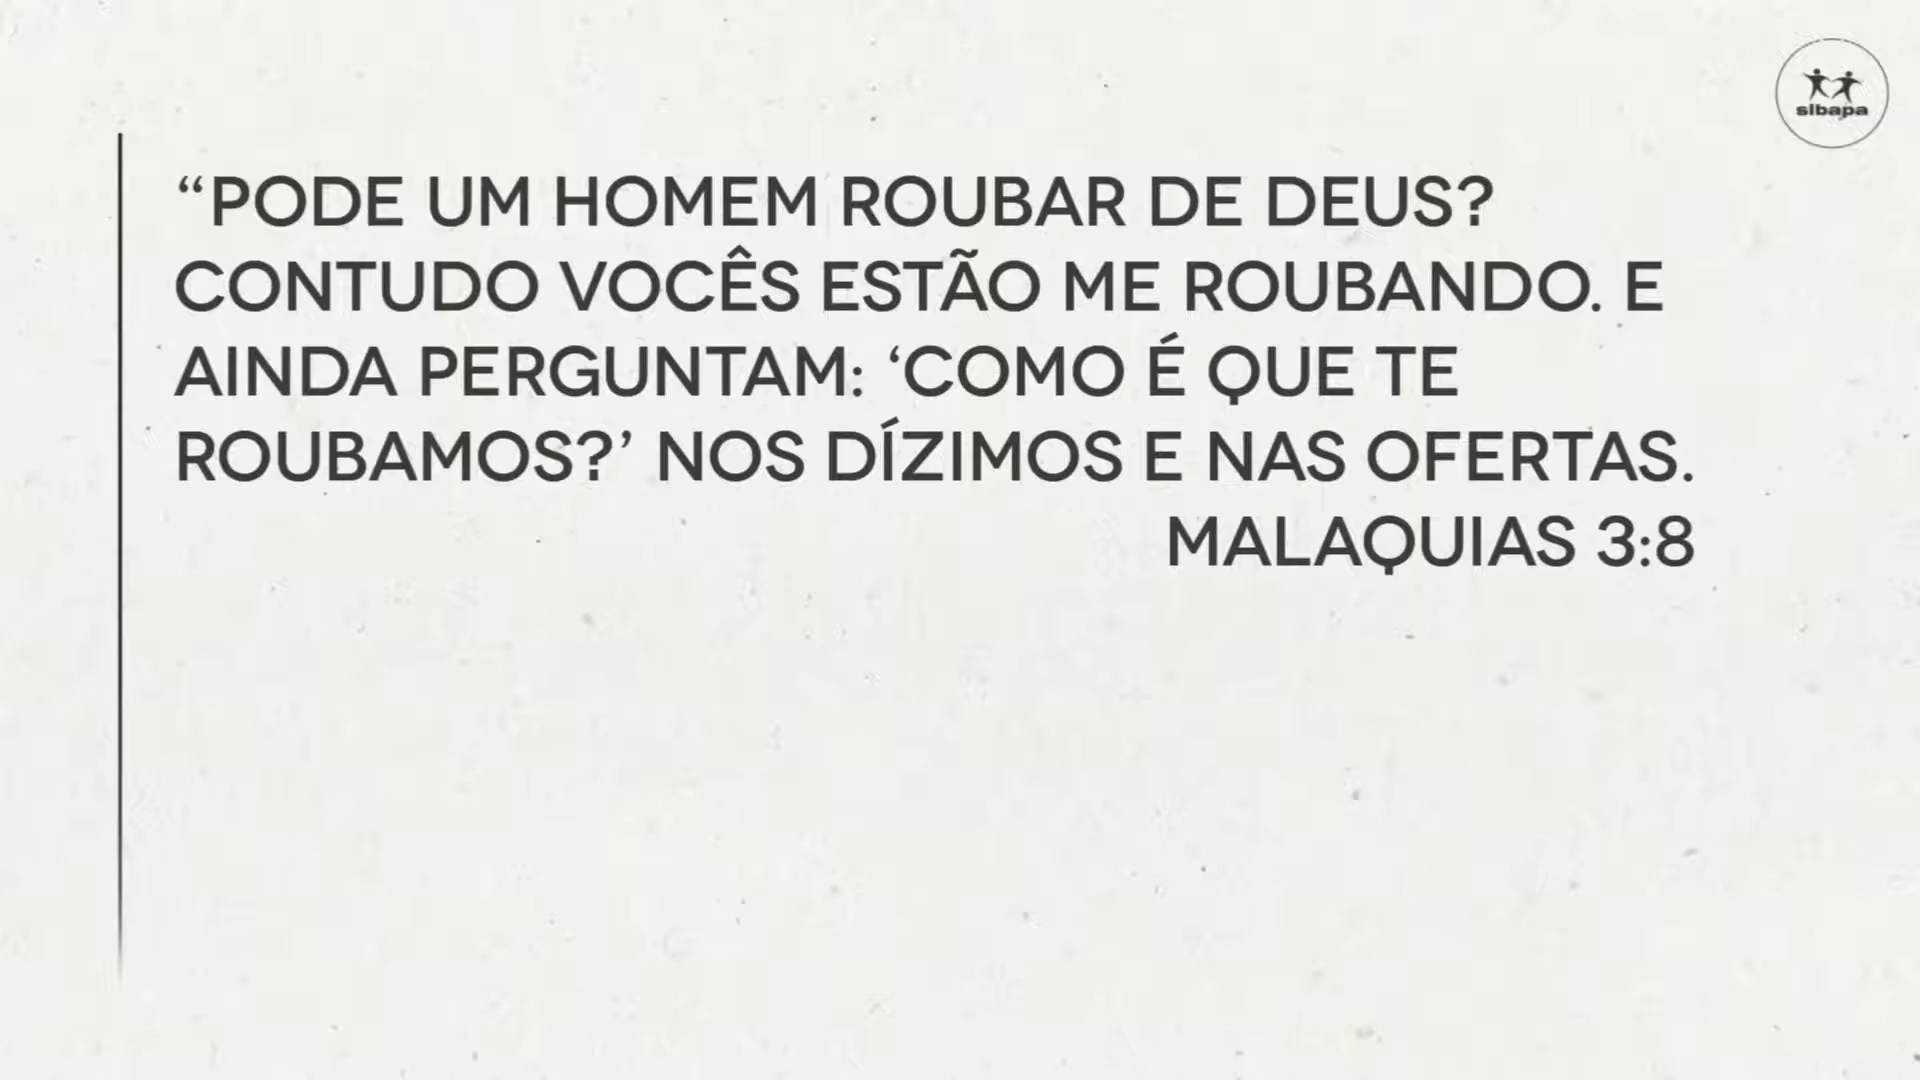 sibapa
“PODE UM HOMEM ROUBAR DE DEUS?
CONTUDO VOCÊS ESTÃO ME ROUBANDO. E
AINDA PERGUNTAM: ‘COMO É QUE TE
ROUBAMOS?’ NOS DÍZIMOS E NAS OFERTAS.
MALAQUIAS 3:8